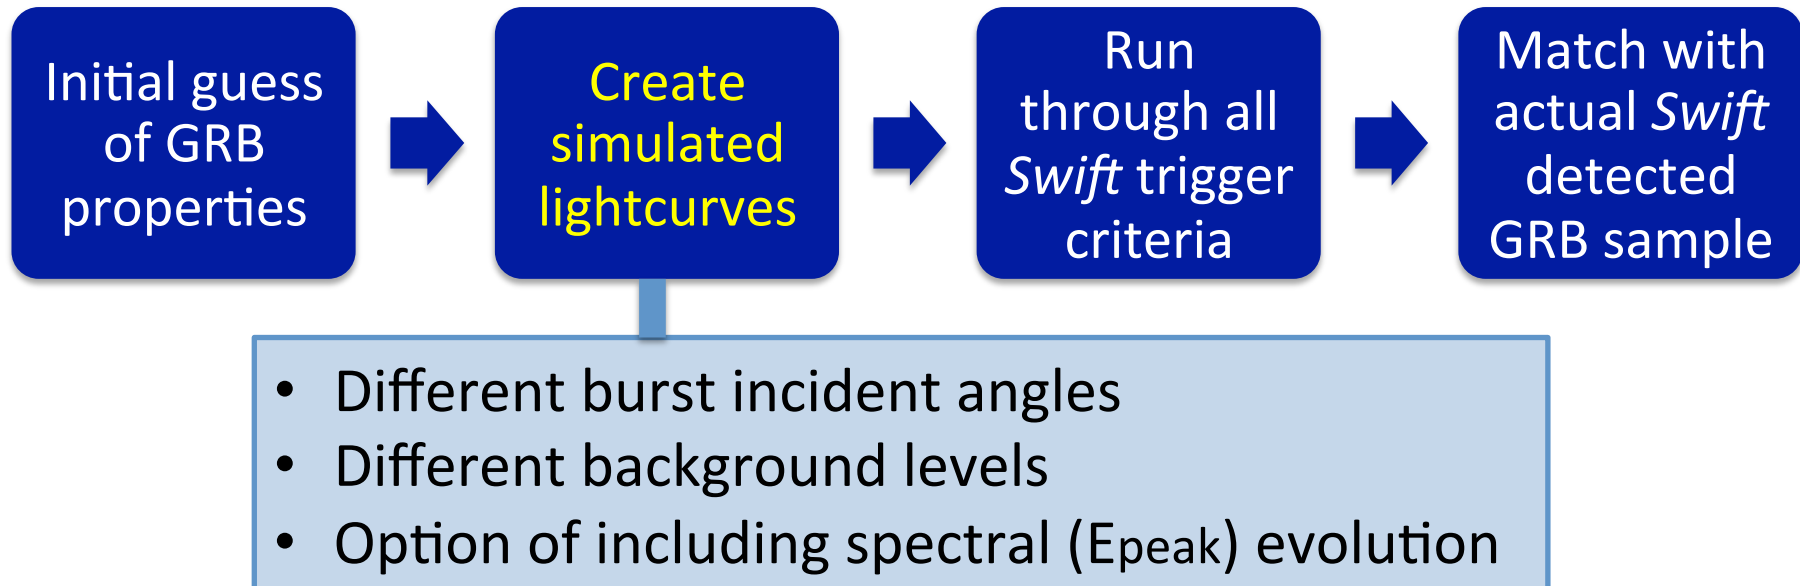 Initial guess
of GRB
properties
Create
simulated
lightcurves
Run
through all
Swift trigger
criteria
Match with
actual Swift
detected
GRB sample
• Different burst incident angles
• Different background levels
• Option of including spectral (Epeak) evolution